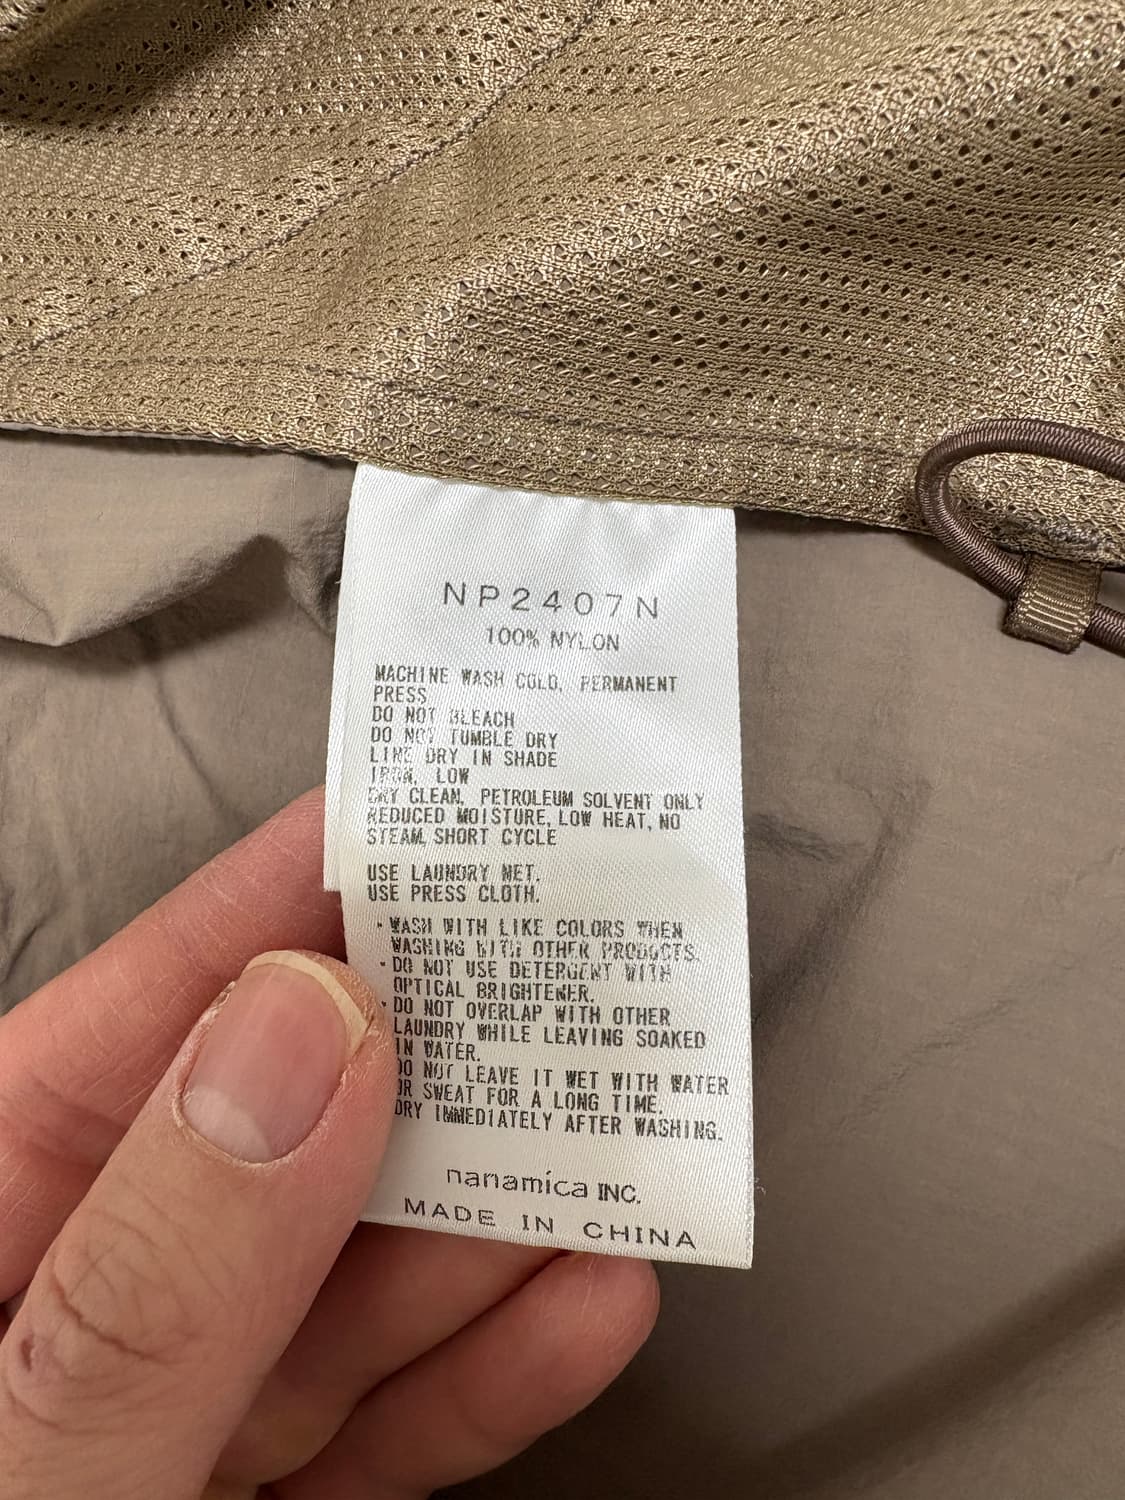 NP2407N
100% NYLON
MACHINE WASH COLD, PERMANENT
PRESS
DO NOT BLEACH
DO NOT TUMBLE DRY
LINE DRY IN SHADE
IRON, LOW
DRY CLEAN, PETROLEUM SOLVENT ONLY
REDUCED MOISTURE, LOW HEAT, NO
STEAM, SHORT CYCLE
USE LAUNDRY NET.
USE PRESS CLOTH.
・WASH WITH LIKE COLORS WHEN
WASHING WITH OTHER PRODUCTS.
・DO NOT USE DETERGENT WITH
OPTICAL BRIGHTENER.
・DO NOT OVERLAP WITH OTHER
LAUNDRY WHILE LEAVING SOAKED
IN WATER.
DO NOT LEAVE IT WET WITH WATER
OR SWEAT FOR A LONG TIME.
DRY IMMEDIATELY AFTER WASHING.
nanamica INC.
MADE IN CHINA